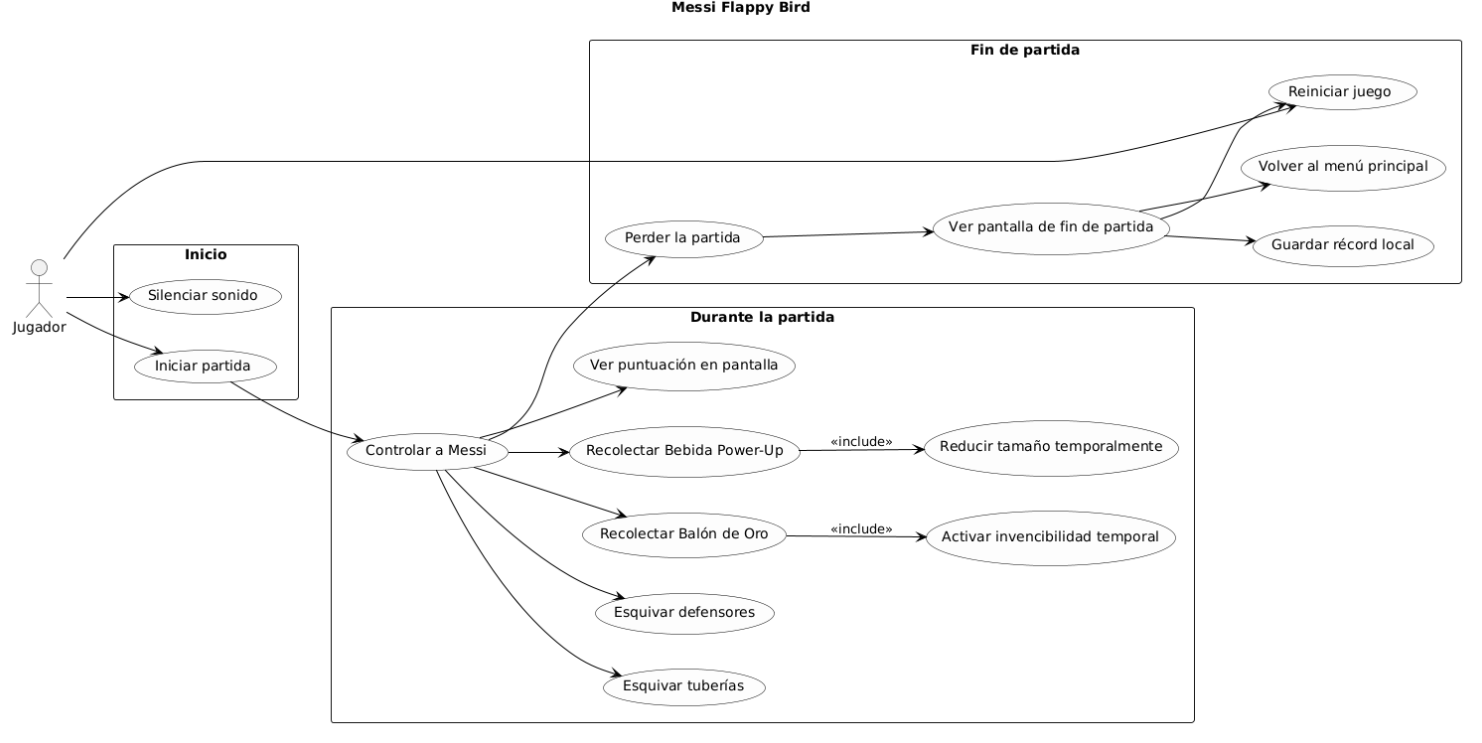 Messi Flappy Bird
Fin de partida
Reiniciar juego
Volver al menú principal
Ver pantalla de fin de partida
Perder la partida
Guardar récord local
Inicio
Silenciar sonido
Jugador
Iniciar partida
Durante la partida
Ver puntuación en pantalla
Controlar a Messi
Recolectar Bebida Power-Up
«include»
Reducir tamaño temporalmente
Recolectar Balón de Oro
«include»
Activar invencibilidad temporal
Esquivar defensores
Esquivar tuberías